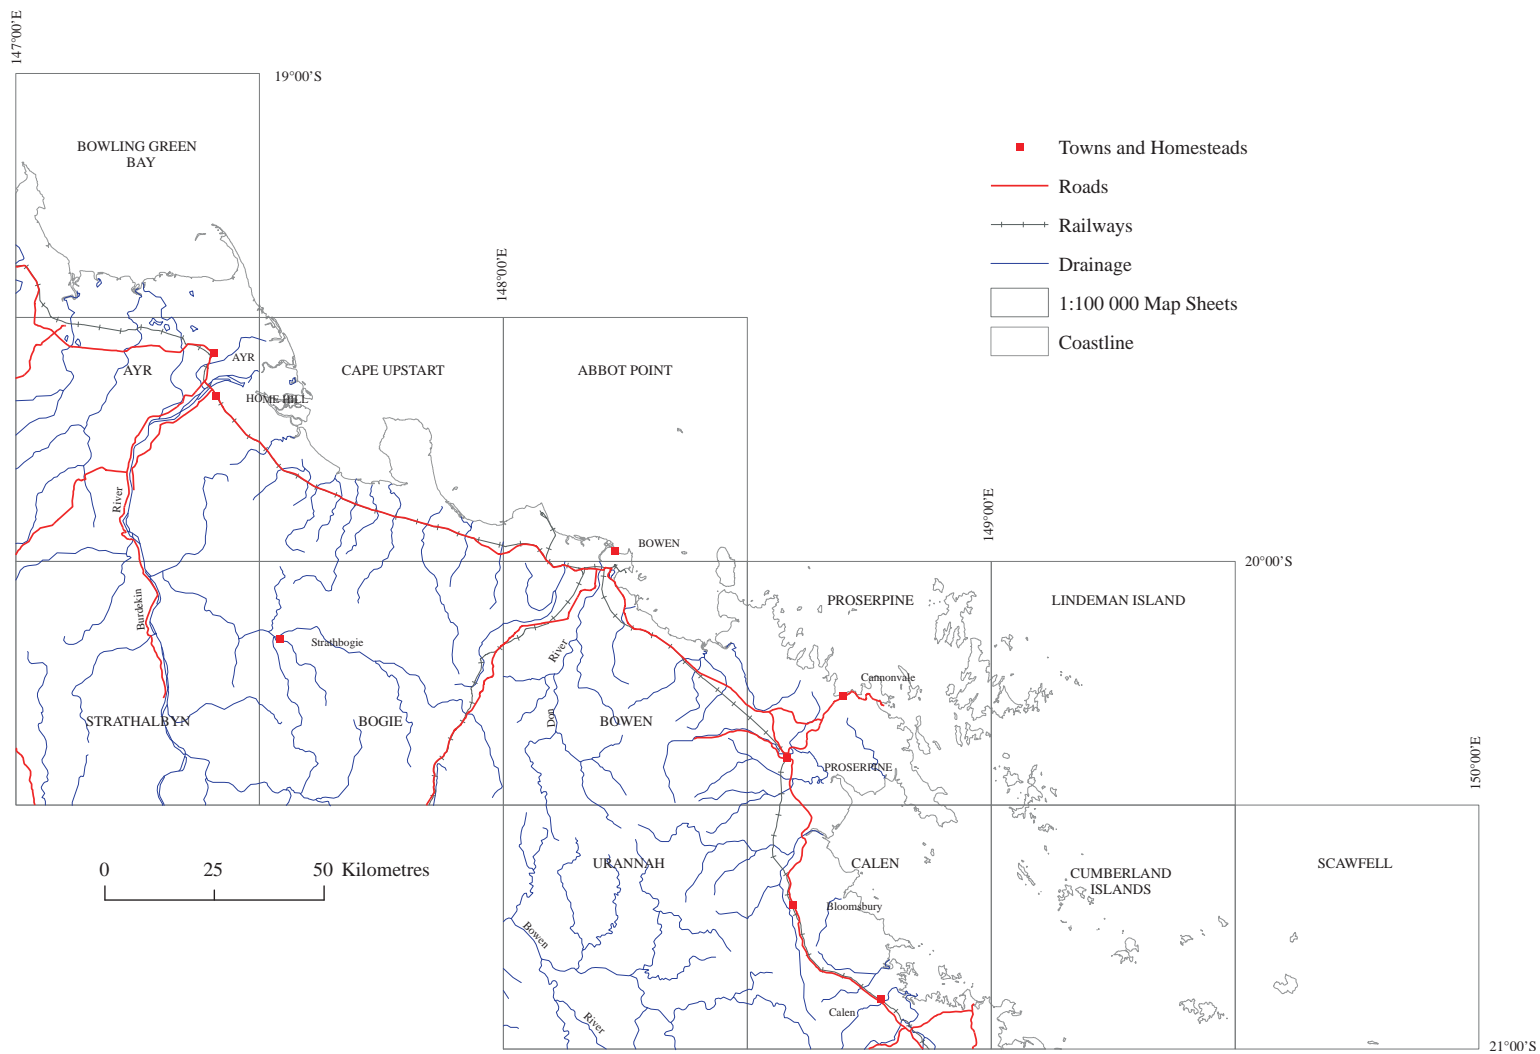 147°00'E
19°00'S
BOWLING GREEN
BAY
Towns and Homesteads
Roads
Railways
Drainage
1:100 000 Map Sheets
Coastline
148°00'E
AYR
AYR
CAPE UPSTART
ABBOT POINT
HOME HILL
River
149°00'E
BOWEN
20°00'S
Burdekin
PROSERPINE
LINDEMAN ISLAND
Strathbogie
River
Cannonvale
STRATHALBYN
BOGIE
Don
BOWEN
PROSERPINE
150°00'E
0 25 50 Kilometres
URANNAH
CALEN
CUMBERLAND
ISLANDS
SCAWFELL
Bloomsbury
Bowen
Calen
River
21°00'S